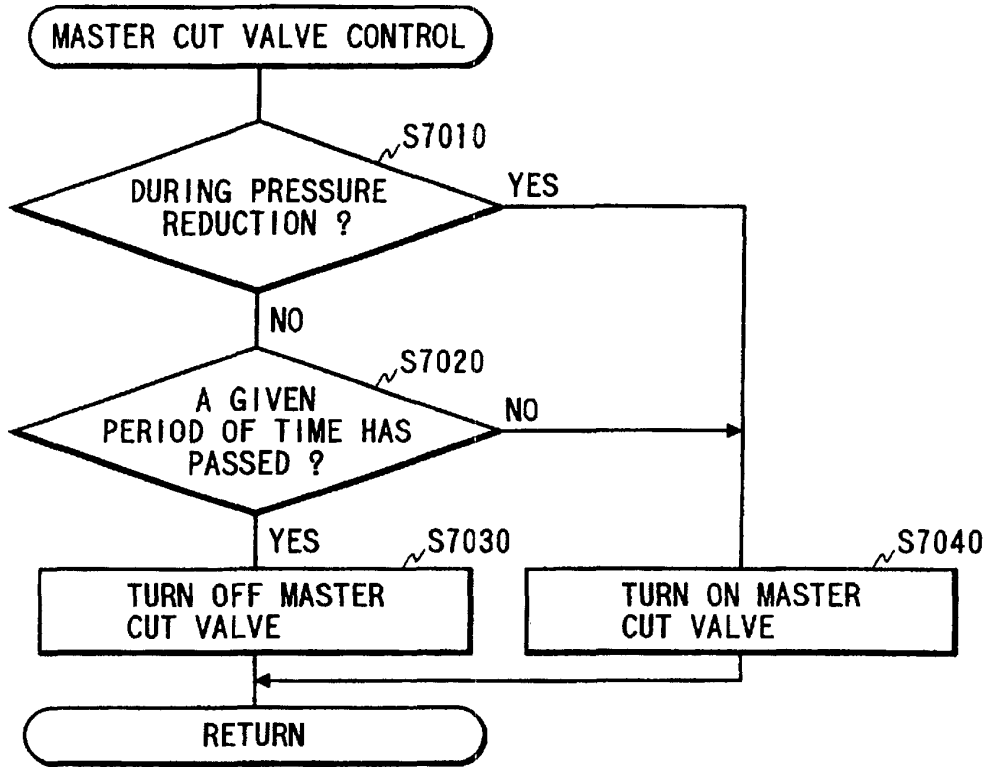 MASTER CUT VALVE CONTROL
S7010
DURING PRESSURE
REDUCTION ?
YES
NO
S7020
A GIVEN
PERIOD OF TIME HAS
PASSED ?
NO
YES
S7030
TURN OFF MASTER
CUT VALVE
S7040
TURN ON MASTER
CUT VALVE
RETURN